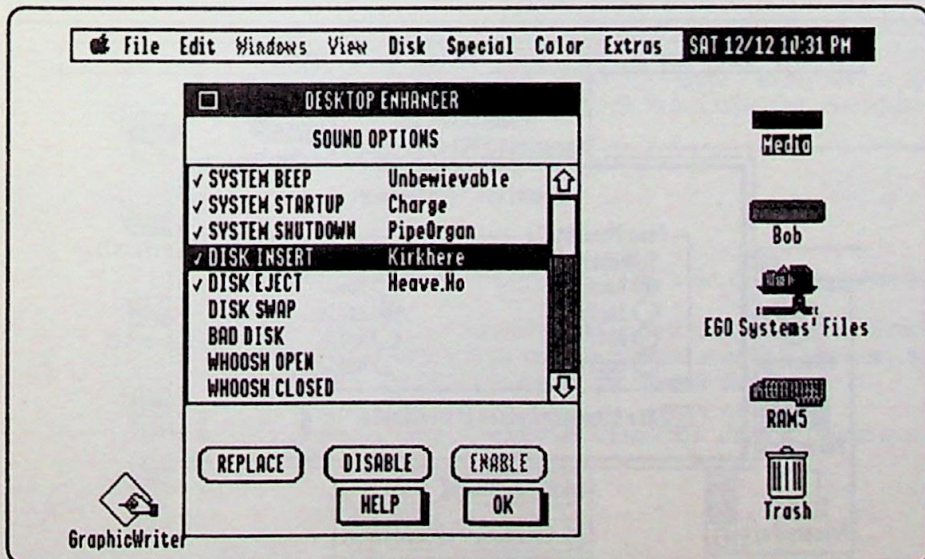 File Edit Windows View Disk Special Color Extras SAT 12/12 10:31 PM
DESKTOP ENHANCER
SOUND OPTIONS
✓ SYSTEM BEEP Unbewievable
✓ SYSTEM STARTUP Charge
✓ SYSTEM SHUTDOWN PipeOrgan
✓ DISK INSERT Kirkhere
✓ DISK EJECT Heave.Ho
DISK SWAP
BAD DISK
WHOOSH OPEN
WHOOSH CLOSED
REPLACE DISABLE ENABLE
HELP OK
Media
Bob
EGO Systems' Files
RAM5
Trash
GraphicWriter